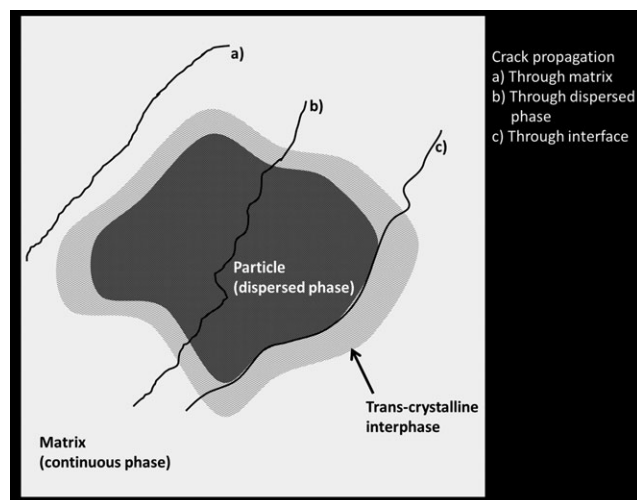 a)
b)
c)
Particle
(dispersed phase)
Trans-crystalline
interphase
Matrix
(continuous phase)
Crack propagation
a) Through matrix
b) Through dispersed
phase
c) Through interface